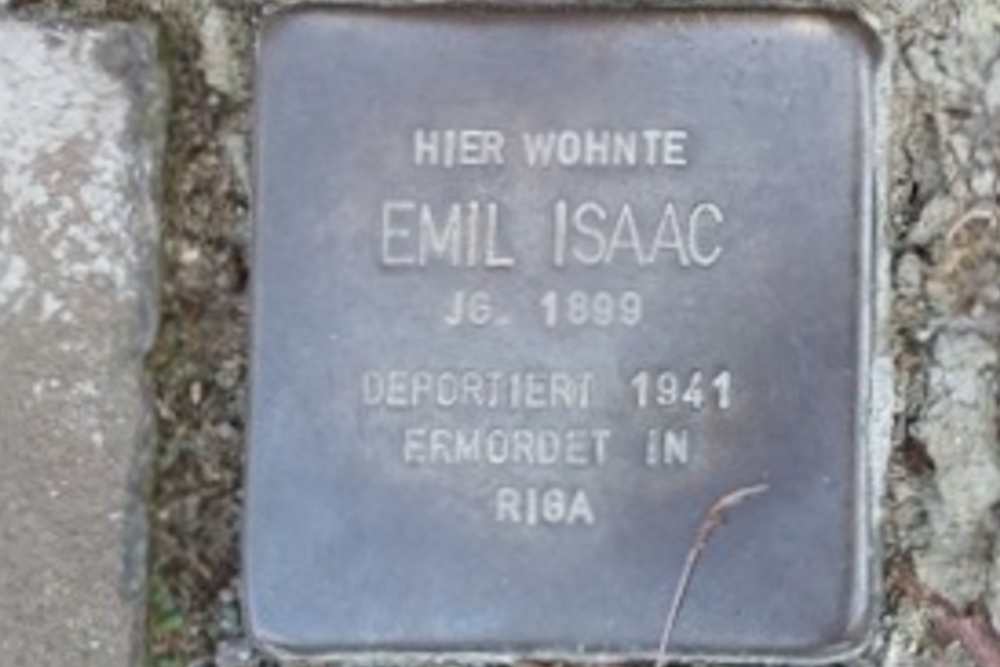 HIER WOHNTE
EMIL ISAAC
JG. 1899
DEPORTIERT 1941
ERMORDET IN
RIGA